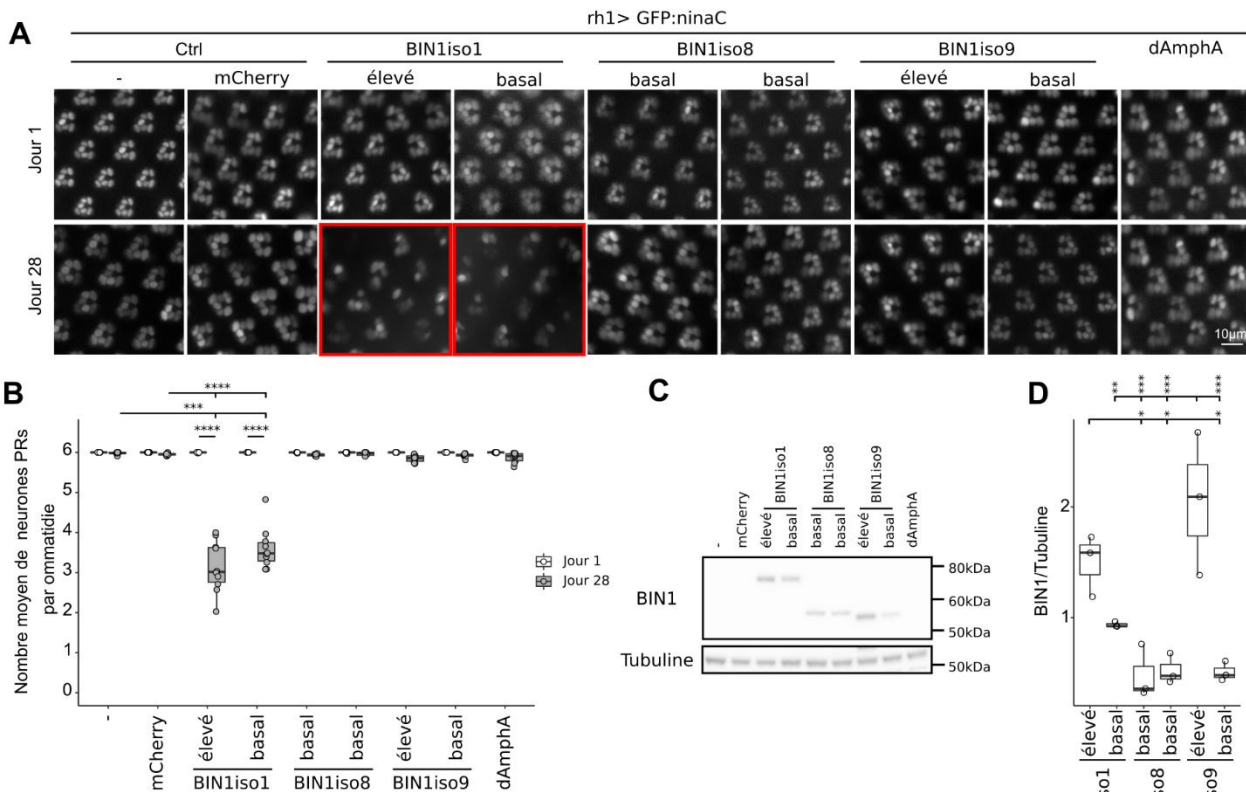 A
rh1> GFP:ninaC
Ctrl BIN1iso1 BIN1iso8 BIN1iso9 dAmphA
- mCherry élevé basal basal basal élevé basal
Jour 1
Jour 28
10µm
B
****
***
**** ****
Nombre moyen de neurones PRs
par ommatidie
6
5
4
3
2
1
0
Jour 1
Jour 28
- mCherry élevé basal basal basal élevé basal dAmphA
BIN1iso1 BIN1iso8 BIN1iso9
C
BIN1iso1 BIN1iso8 BIN1iso9
- mCherry élevé basal basal basal élevé basal dAmphA
BIN1
80kDa
60kDa
50kDa
Tubuline
50kDa
D
** *** *** ***
* * *
BIN1/Tubuline
2
1
élevé basal basal basal élevé basal
so1 so8 so9